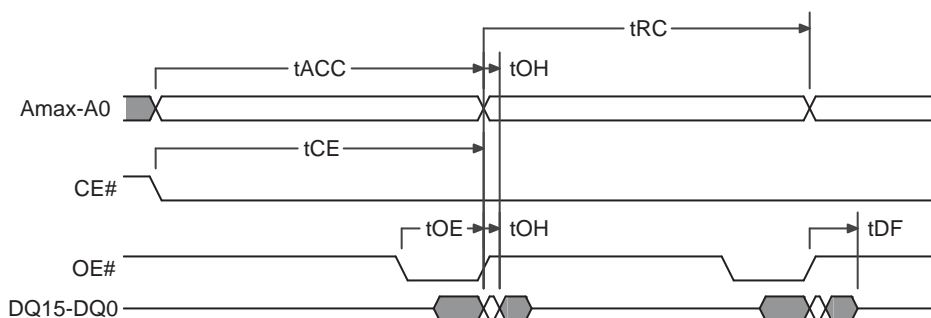 tRC
tACC
tOH
Amax-A0
tCE
CE#
tOE
tOH
tDF
OE#
DQ15-DQ0